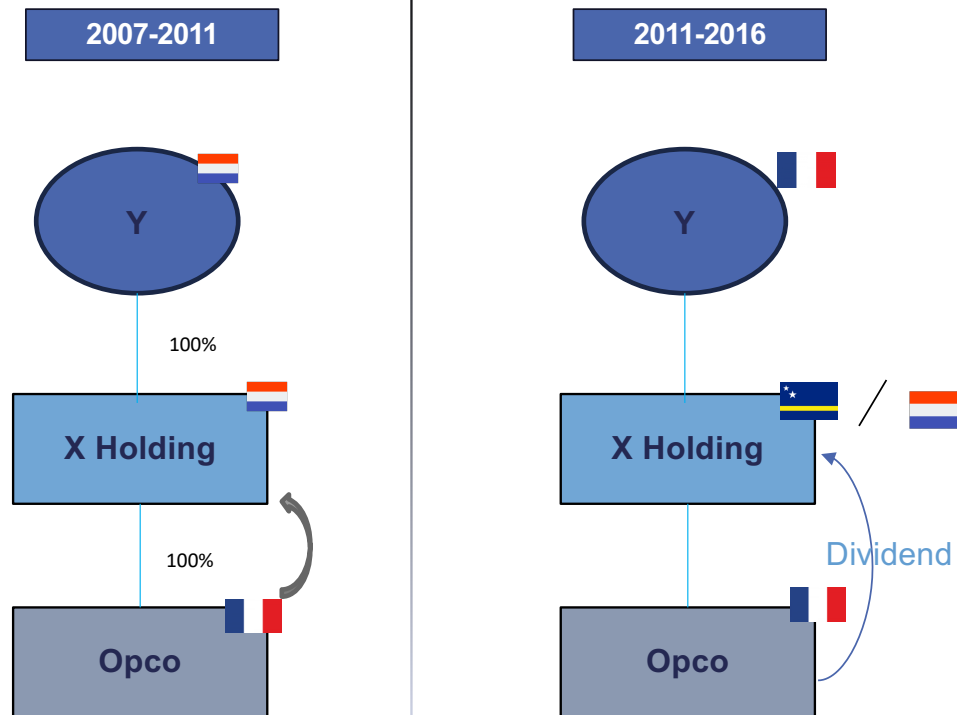 2007-2011
Y
100%
X Holding
100%
Opco
2011-2016
Y
X Holding
Dividend
Opco